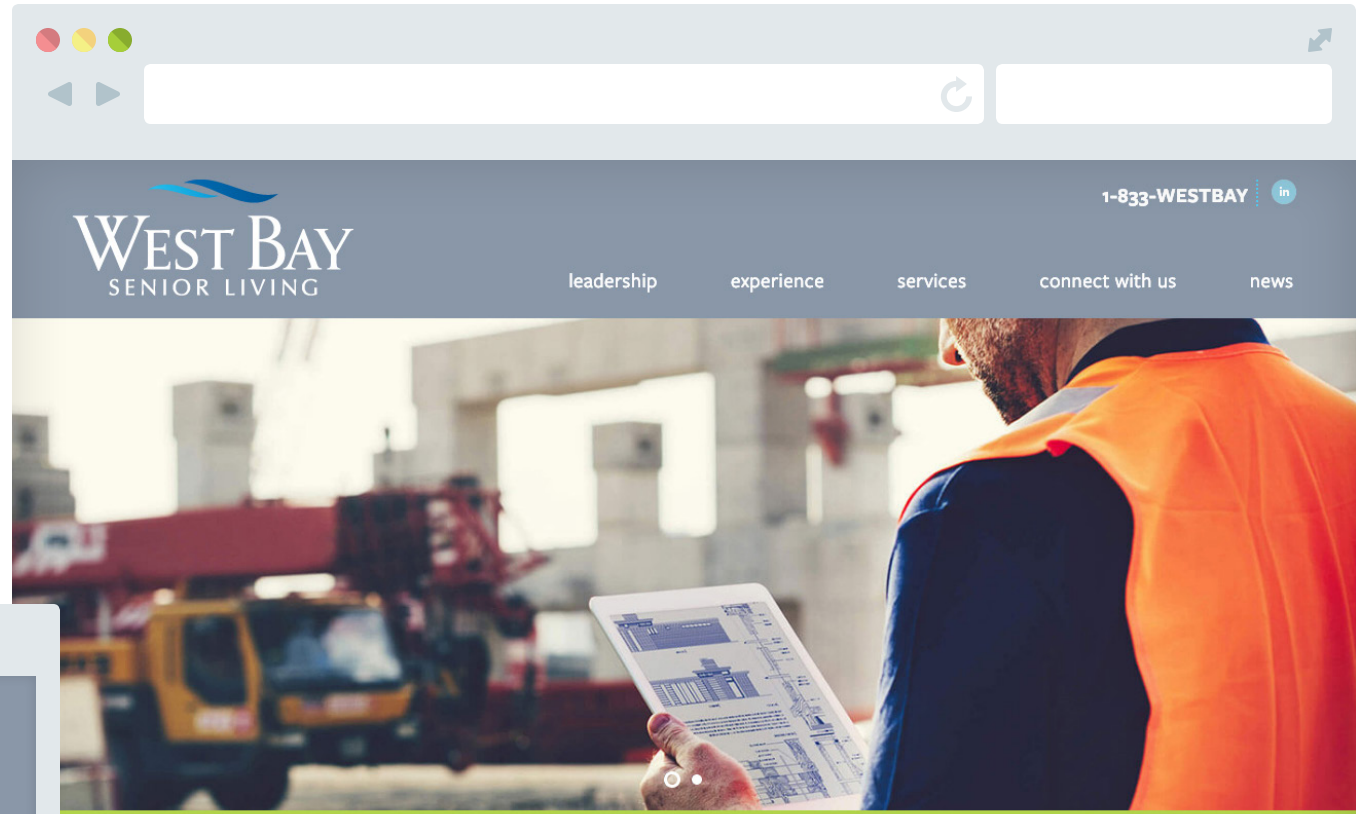 1-833-WESTBAY
in
WEST BAY
SENIOR LIVING
leadership experience services connect with us news